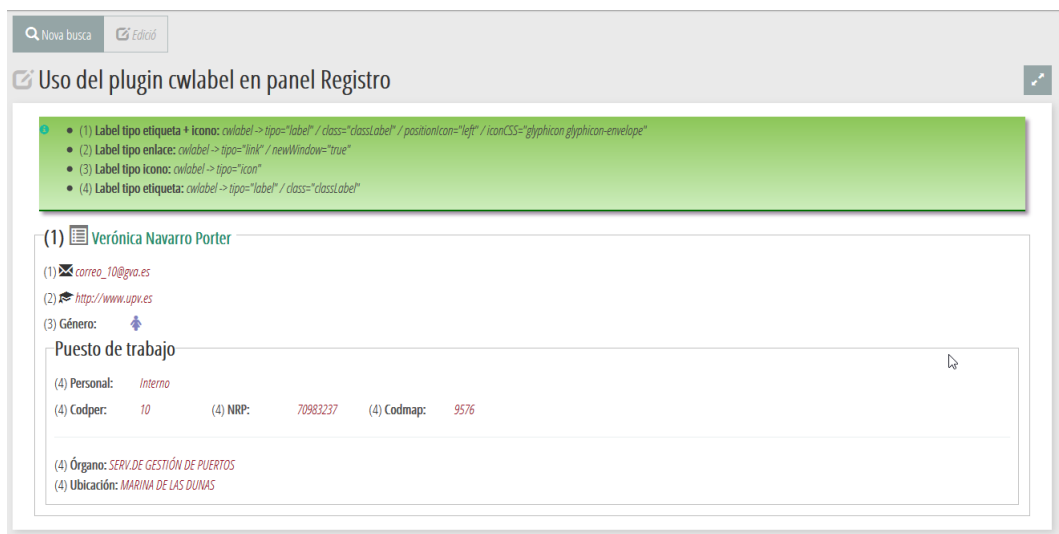 Nova busca Edició
Uso del plugin cwlabel en panel Registro
(1) Label tipo etiqueta + icono: cwlabel -> tipo="label" / class="classLabel" / positionIcon="left" / iconCSS="glyphicon glyphicon-envelope"
(2) Label tipo enlace: cwlabel -> tipo="link" / newWindow="true"
(3) Label tipo icono: cwlabel -> tipo="icon"
(4) Label tipo etiqueta: cwlabel -> tipo="label" / class="classLabel"
(1) Verónica Navarro Porter
(1) correo_10@gva.es
(2) http://www.upv.es
(3) Género:
Puesto de trabajo
(4) Personal: Interno
(4) Codper: 10 (4) NRP: 70983237 (4) Codmap: 9576
(4) Órgano: SERV.DE GESTIÓN DE PUERTOS
(4) Ubicación: MARINA DE LAS DUNAS